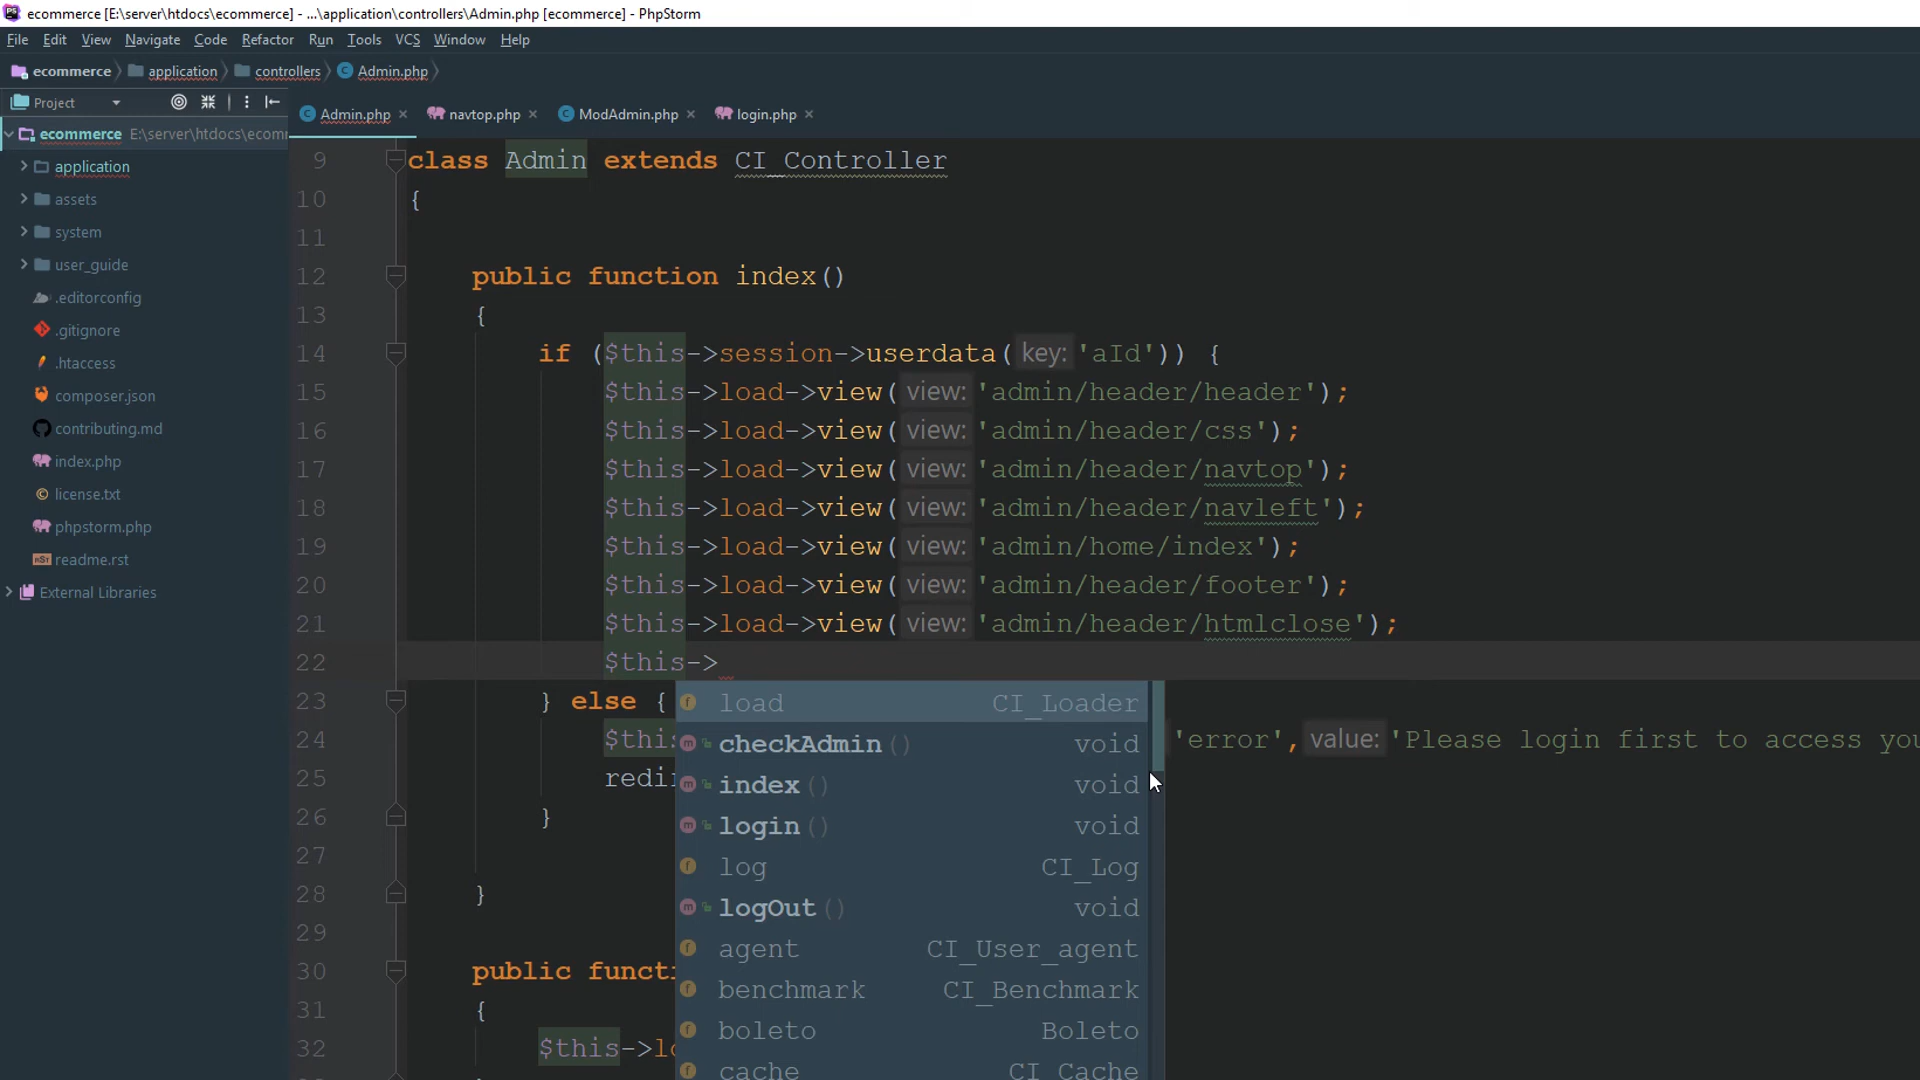 ecommerce [E:\server\htdocs\ecommerce] - ...\application\controllers\Admin.php [ecommerce] - PhpStorm
File Edit View Navigate Code Refactor Run Tools VCS Window Help
ecommerce application controllers Admin.php
Project
Admin.php navtop.php ModAdmin.php login.php
ecommerce E:\server\htdocs\ecom
application
assets
system
user_guide
.editorconfig
.gitignore
.htaccess
composer.json
contributing.md
index.php
license.txt
phpstorm.php
readme.rst
External Libraries
9 class Admin extends CI_Controller
10 {
11
12 public function index()
13 {
14 if ($this->session->userdata( key: 'aId')) {
15 $this->load->view( view: 'admin/header/header');
16 $this->load->view( view: 'admin/header/css');
17 $this->load->view( view: 'admin/header/navtop');
18 $this->load->view( view: 'admin/header/navleft');
19 $this->load->view( view: 'admin/home/index');
20 $this->load->view( view: 'admin/header/footer');
21 $this->load->view( view: 'admin/header/htmlclose');
22 $this->
23 } else {
24 $this 'error', value: 'Please login first to access you
25 redir
26 }
27
28 }
29
30 public functi
31 {
32 $this->lo
load CI_Loader
checkAdmin() void
index() void
login() void
log CI_Log
logOut() void
agent CI_User_agent
benchmark CI_Benchmark
boleto Boleto
cache CI_Cache